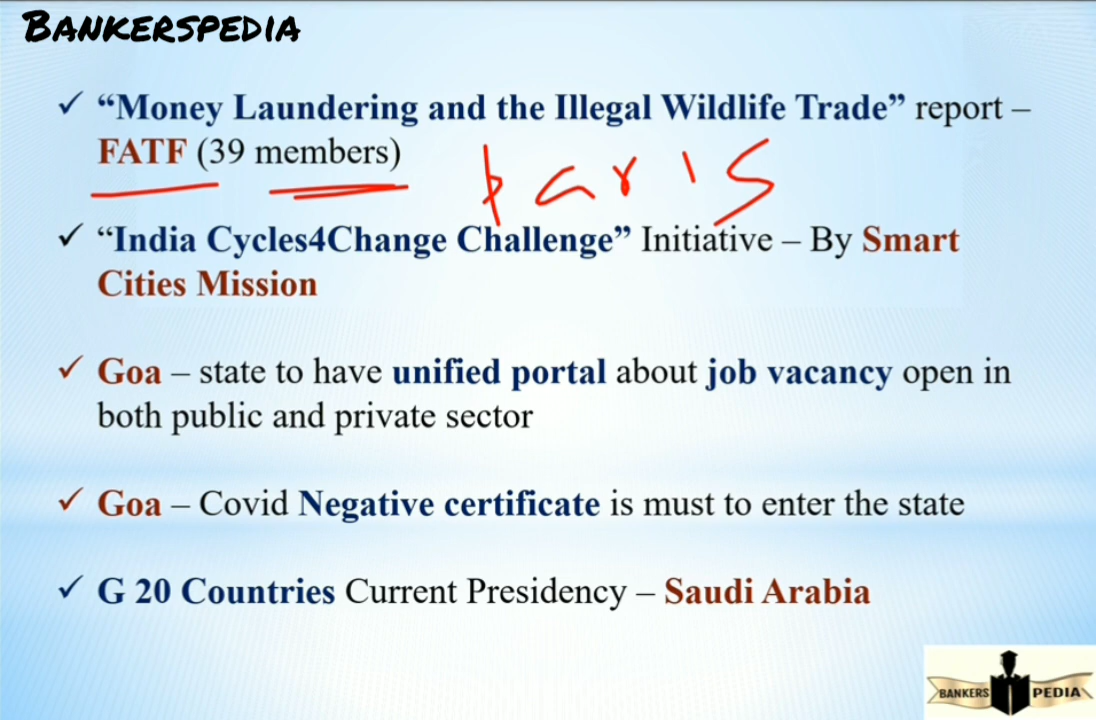 BANKERSPEDIA
✓ “Money Laundering and the Illegal Wildlife Trade” report –
FATF (39 members)
paris
✓ “India Cycles4Change Challenge” Initiative – By Smart
Cities Mission
✓ Goa – state to have unified portal about job vacancy open in
both public and private sector
✓ Goa – Covid Negative certificate is must to enter the state
✓ G 20 Countries Current Presidency – Saudi Arabia
BANKERS PEDIA